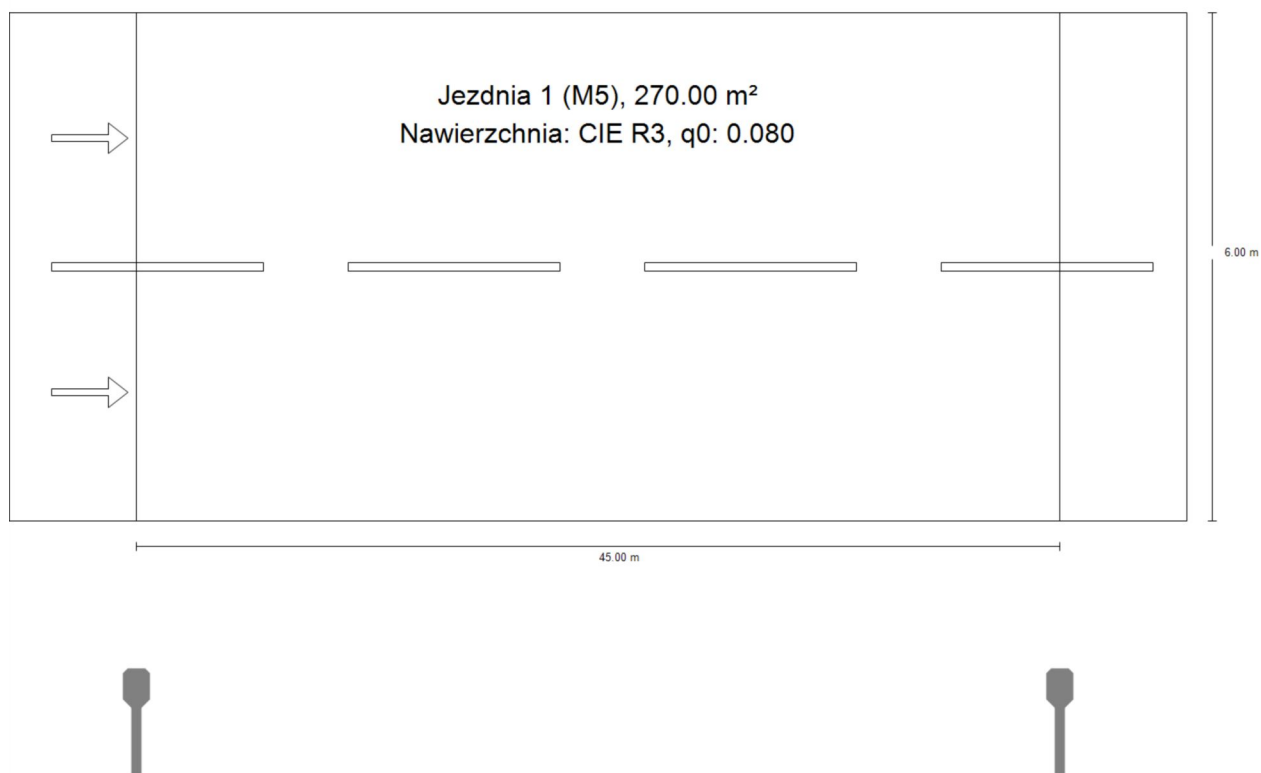 Jezdnia 1 (M5), 270.00 m²
Nawierzchnia: CIE R3, q0: 0.080
6.00 m
45.00 m